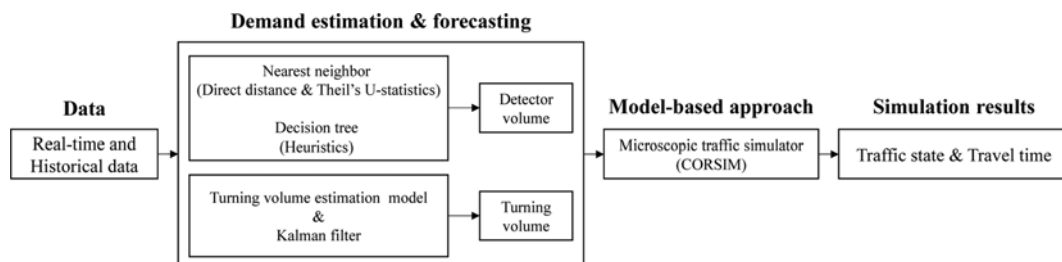 Demand estimation & forecasting
Data
Real-time and
Historical data
Nearest neighbor
(Direct distance & Theil's U-statistics)
Decision tree
(Heuristics)
Detector
volume
Turning volume estimation model
&
Kalman filter
Turning
volume
Model-based approach
Microscopic traffic simulator
(CORSIM)
Simulation results
Traffic state & Travel time